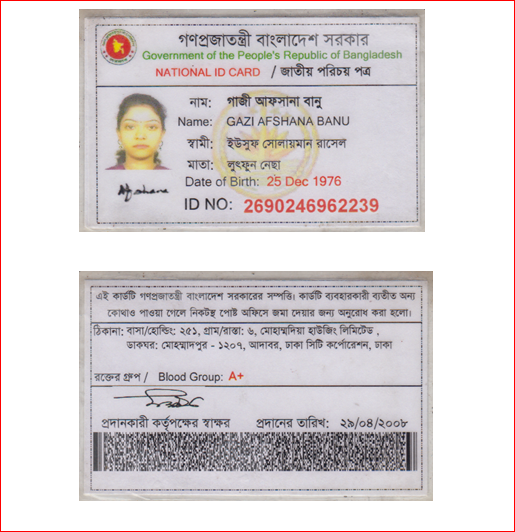 গণপ্রজাতন্ত্রী বাংলাদেশ সরকার
Government of the People's Republic of Bangladesh
NATIONAL ID CARD / জাতীয় পরিচয় পত্র
নাম: গাজী আফসানা বানু
Name: GAZI AFSHANA BANU
স্বামী: ইউসুফ সোলায়মান রাসেল
মাতা: লুৎফুন নেছা
Date of Birth: 25 Dec 1976
Afshana
ID NO: 2690246962239
এই কার্ডটি গণপ্রজাতন্ত্রী বাংলাদেশ সরকারের সম্পত্তি। কার্ডটি ব্যবহারকারী ব্যতীত অন্য
কোথাও পাওয়া গেলে নিকটস্থ পোষ্ট অফিসে জমা দেয়ার জন্য অনুরোধ করা হলো।
ঠিকানা: বাসা/হোল্ডিং: ২৫১, গ্রাম/রাস্তা: ৬, মোহাম্মদিয়া হাউজিং লিমিটেড ,
ডাকঘর: মোহম্মাদপুর - ১২০৭, আদাবর, ঢাকা সিটি কর্পোরেশন, ঢাকা
রক্তের গ্রুপ / Blood Group: A+
প্রদানকারী কর্তৃপক্ষের স্বাক্ষর প্রদানের তারিখ: ২৯/০৪/২০০৮